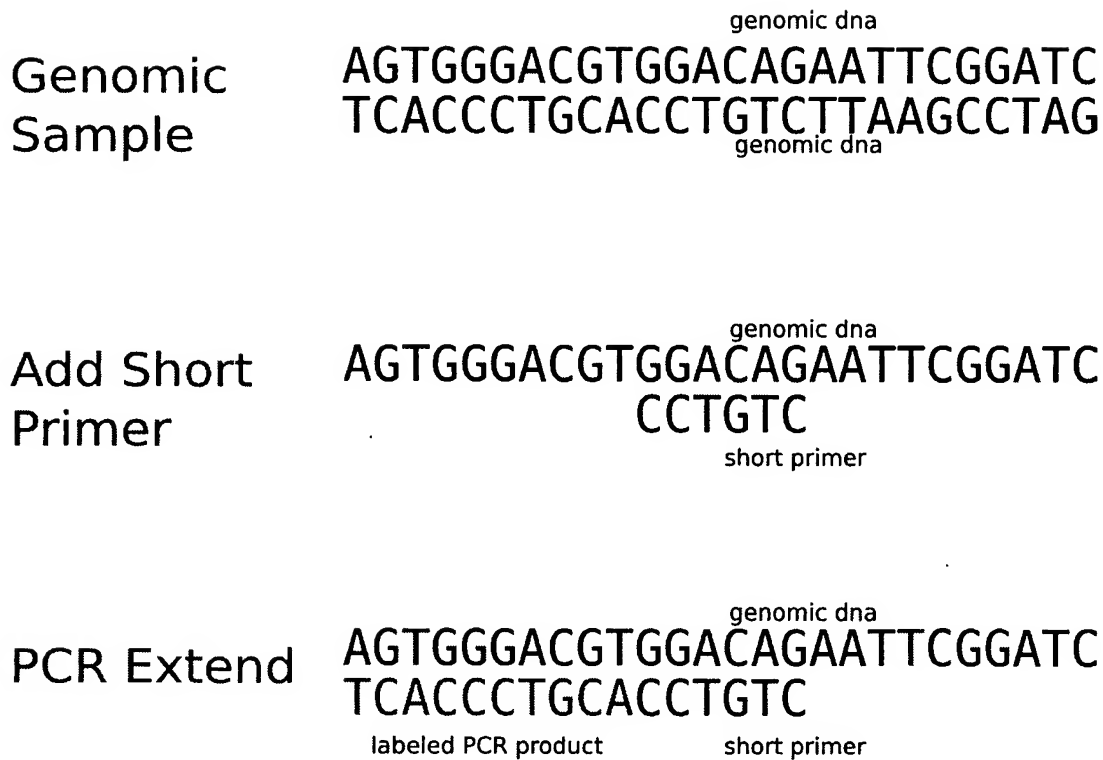 genomic dna
Genomic
Sample
AGTGGGACGTGGACAGAATTCGGATC
TCACCCTGCACCTGTCTTAAGCCTAG
genomic dna
genomic dna
Add Short
Primer
AGTGGGACGTGGACAGAATTCGGATC
CCTGTC
short primer
genomic dna
PCR Extend
AGTGGGACGTGGACAGAATTCGGATC
TCACCCTGCACCTGTC
labeled PCR product
short primer